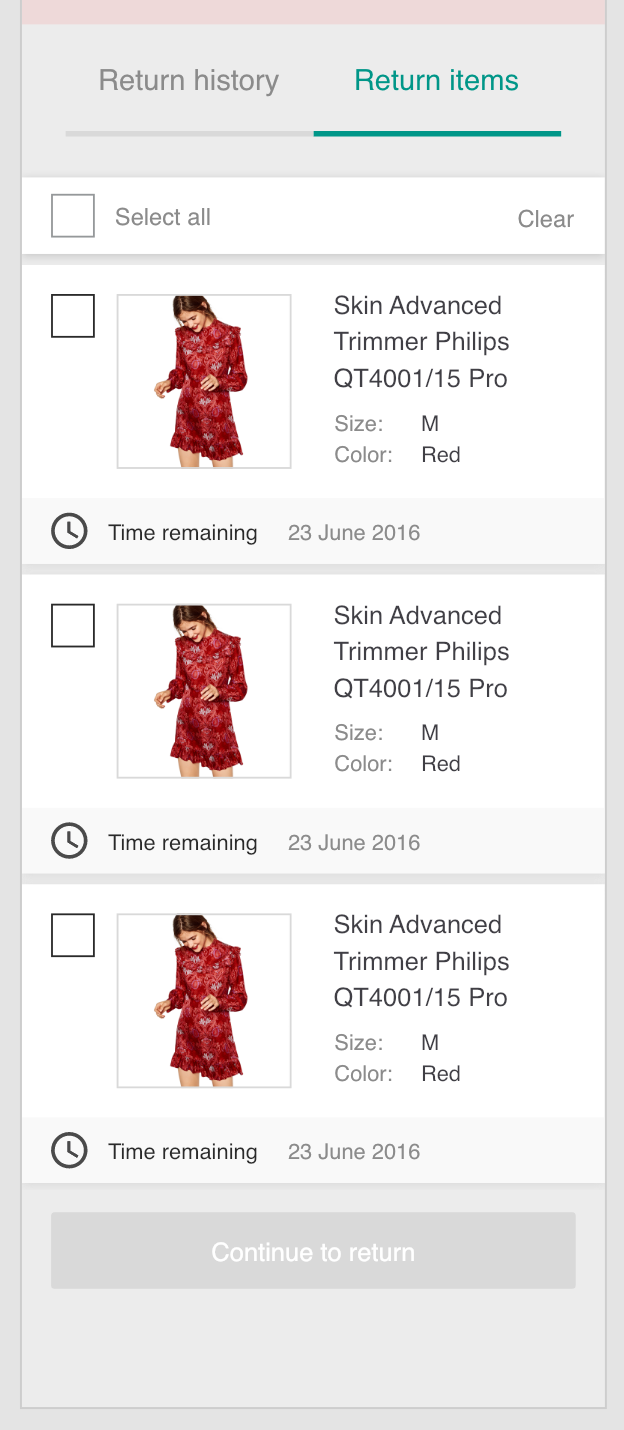 Return history Return items
Select all Clear
Skin Advanced
Trimmer Philips
QT4001/15 Pro
Size: M
Color: Red
Time remaining 23 June 2016
Skin Advanced
Trimmer Philips
QT4001/15 Pro
Size: M
Color: Red
Time remaining 23 June 2016
Skin Advanced
Trimmer Philips
QT4001/15 Pro
Size: M
Color: Red
Time remaining 23 June 2016
Continue to return